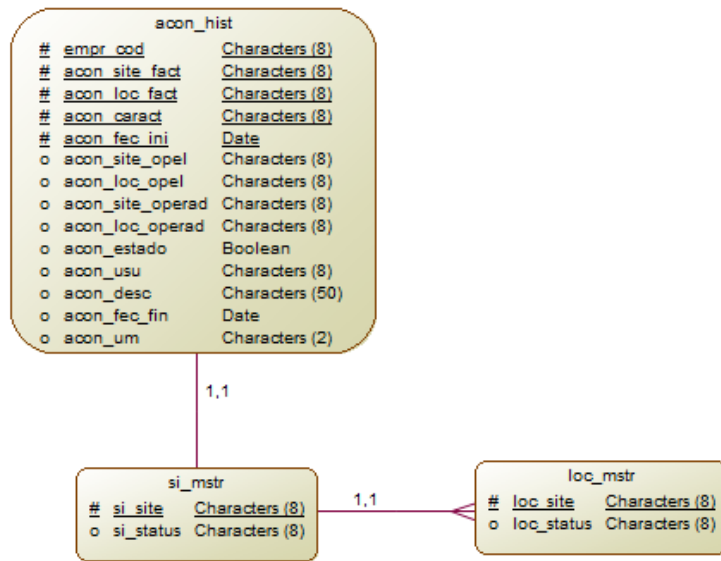 acon_hist
# empr_cod Characters (8)
# acon_site_fact Characters (8)
# acon_loc_fact Characters (8)
# acon_caract Characters (8)
# acon_fec_ini Date
o acon_site_opel Characters (8)
o acon_loc_opel Characters (8)
o acon_site_operad Characters (8)
o acon_loc_operad Characters (8)
o acon_estado Boolean
o acon_usu Characters (8)
o acon_desc Characters (50)
o acon_fec_fin Date
o acon_um Characters (2)
1,1
si_mstr
# si_site Characters (8)
o si_status Characters (8)
1,1
loc_mstr
# loc_site Characters (8)
o loc_status Characters (8)